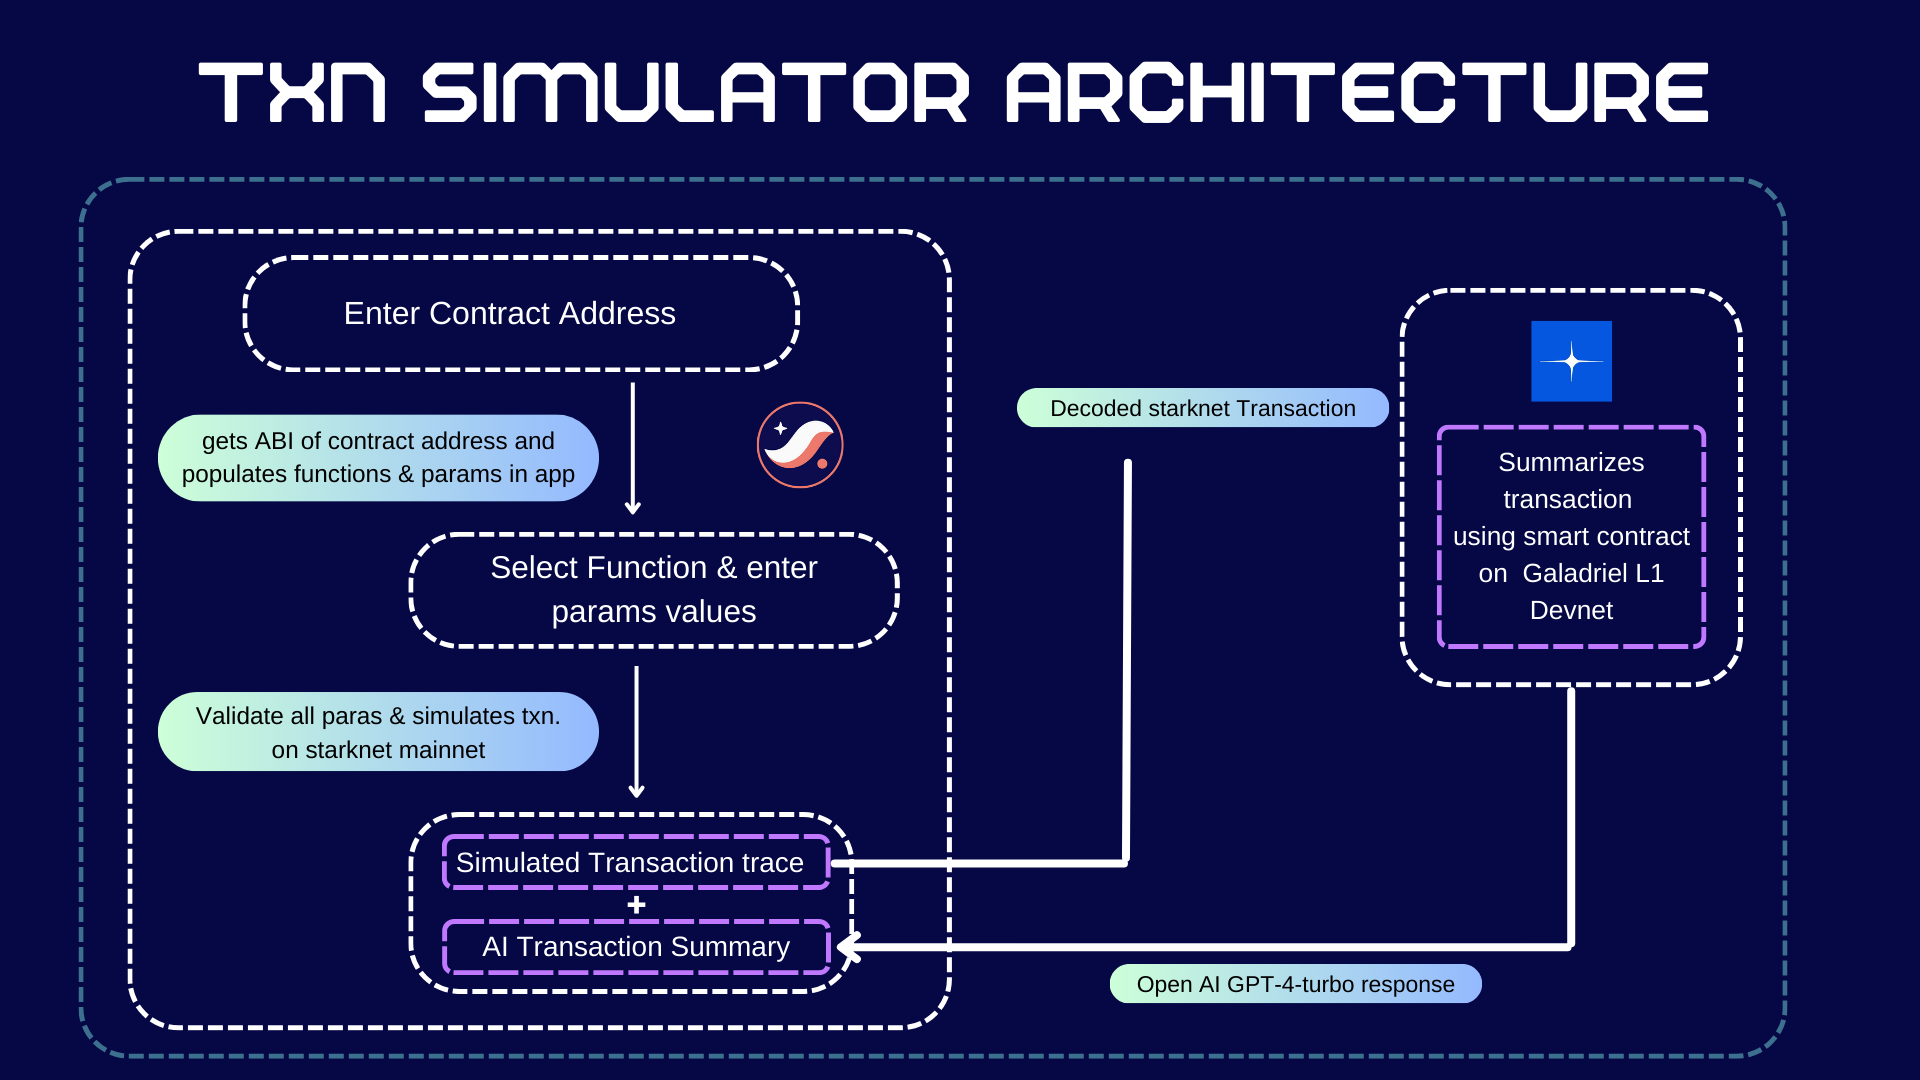 TXN SIMULATOR ARCHITECTURE
Enter Contract Address
gets ABI of contract address and
populates functions & params in app
Select Function & enter
params values
Validate all paras & simulates txn.
on starknet mainnet
Simulated Transaction trace
+
AI Transaction Summary
Decoded starknet Transaction
Summarizes
transaction
using smart contract
on Galadriel L1
Devnet
Open AI GPT-4-turbo response